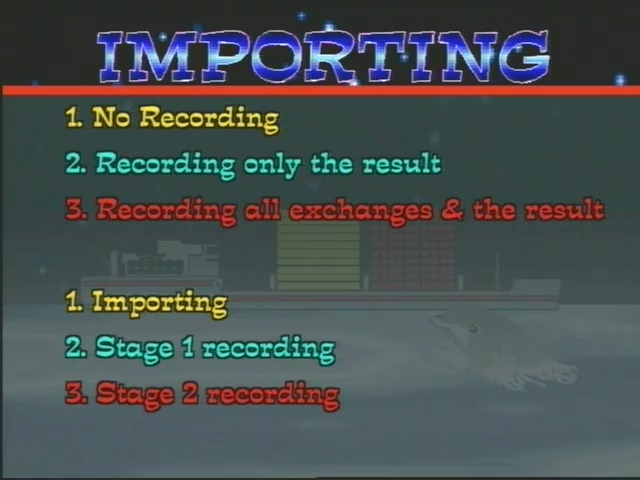 IMPORTING
1. No Recording
2. Recording only the result
3. Recording all exchanges & the result
1. Importing
2. Stage 1 recording
3. Stage 2 recording